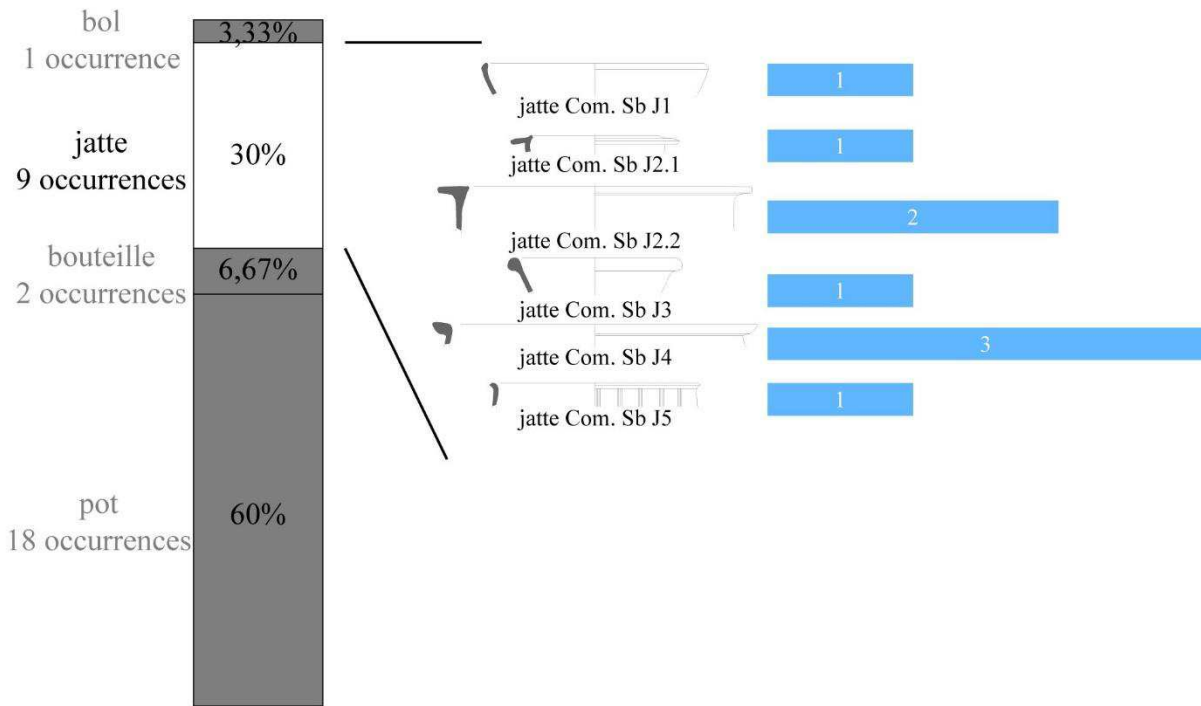 bol
1 occurrence
3,33%
jatte
9 occurrences
30%
bouteille
2 occurrences
6,67%
pot
18 occurrences
60%
jatte Com. Sb J1
1
jatte Com. Sb J2.1
1
jatte Com. Sb J2.2
2
jatte Com. Sb J3
1
jatte Com. Sb J4
3
jatte Com. Sb J5
1